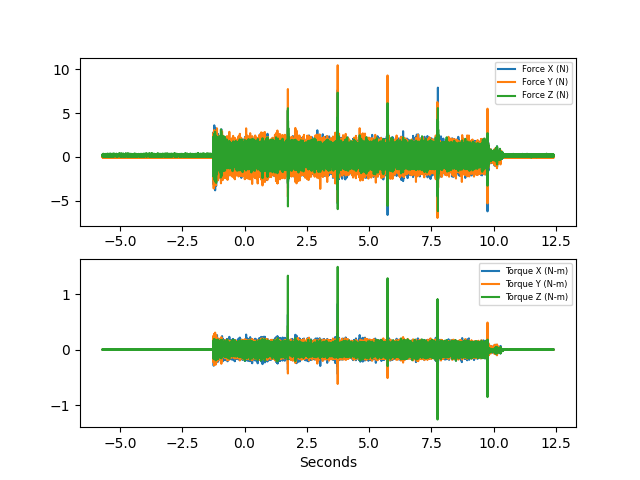 10
5
0
−5
Force X (N)
Force Y (N)
Force Z (N)
−5.0 −2.5 0.0 2.5 5.0 7.5 10.0 12.5
1
0
−1
Torque X (N-m)
Torque Y (N-m)
Torque Z (N-m)
−5.0 −2.5 0.0 2.5 5.0 7.5 10.0 12.5
Seconds